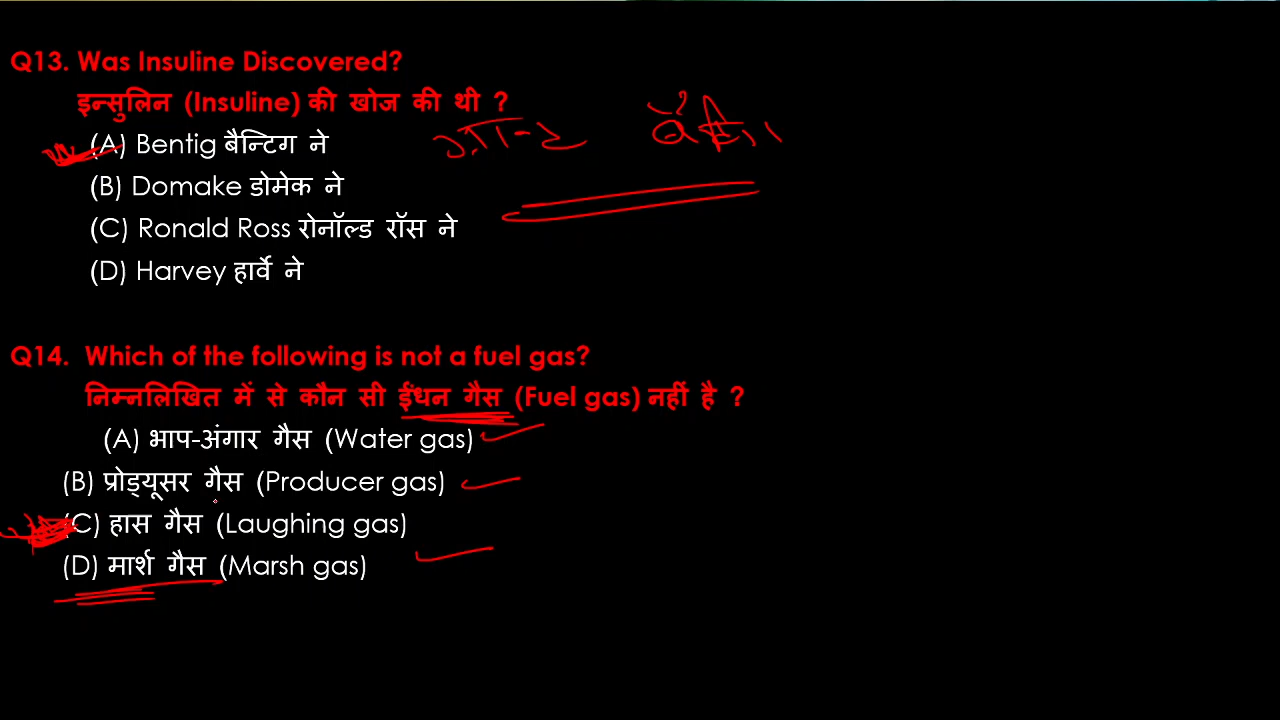 Q13. Was Insuline Discovered?
इन्सुलिन (Insuline) की खोज की थी ?
(A) Bentig बैन्टिग ने
(B) Domake डोमेक ने
(C) Ronald Ross रोनॉल्ड रॉस ने
(D) Harvey हार्वे ने
Q14. Which of the following is not a fuel gas?
निम्नलिखित में से कौन सी ईंधन गैस (Fuel gas) नहीं है ?
(A) भाप-अंगार गैस (Water gas)
(B) प्रोड्यूसर गैस (Producer gas)
(C) हास गैस (Laughing gas)
(D) मार्श गैस (Marsh gas)